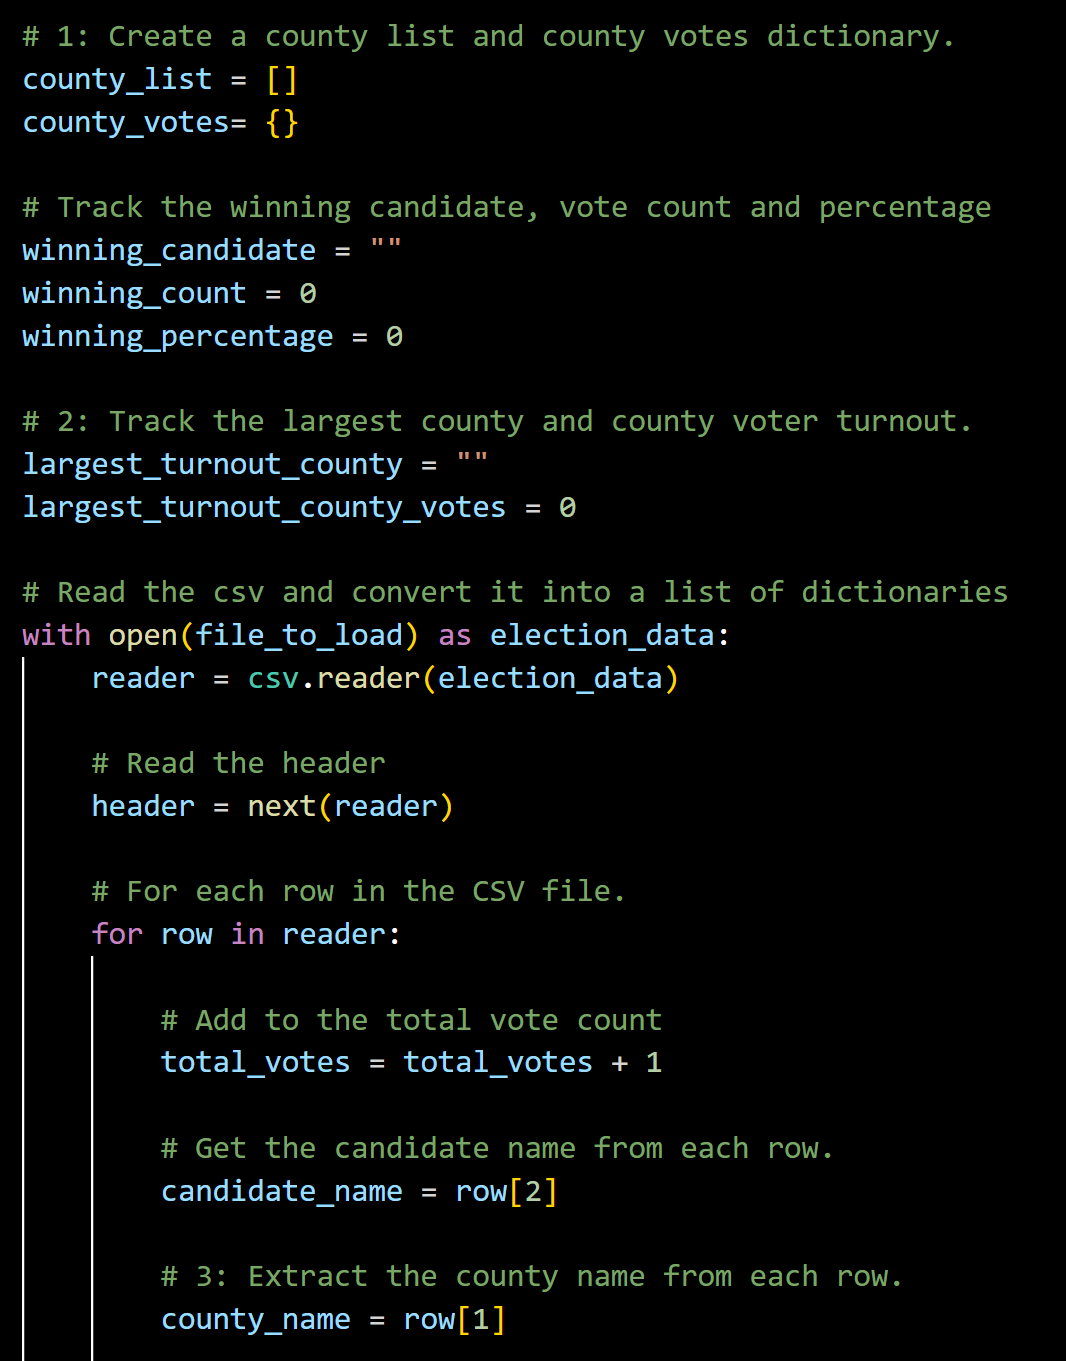 # 1: Create a county list and county votes dictionary.
county_list = []
county_votes= {}
# Track the winning candidate, vote count and percentage
winning_candidate = ""
winning_count = 0
winning_percentage = 0
# 2: Track the largest county and county voter turnout.
largest_turnout_county = ""
largest_turnout_county_votes = 0
# Read the csv and convert it into a list of dictionaries
with open(file_to_load) as election_data:
    reader = csv.reader(election_data)
    # Read the header
    header = next(reader)
    # For each row in the CSV file.
    for row in reader:
        # Add to the total vote count
        total_votes = total_votes + 1
        # Get the candidate name from each row.
        candidate_name = row[2]
        # 3: Extract the county name from each row.
        county_name = row[1]